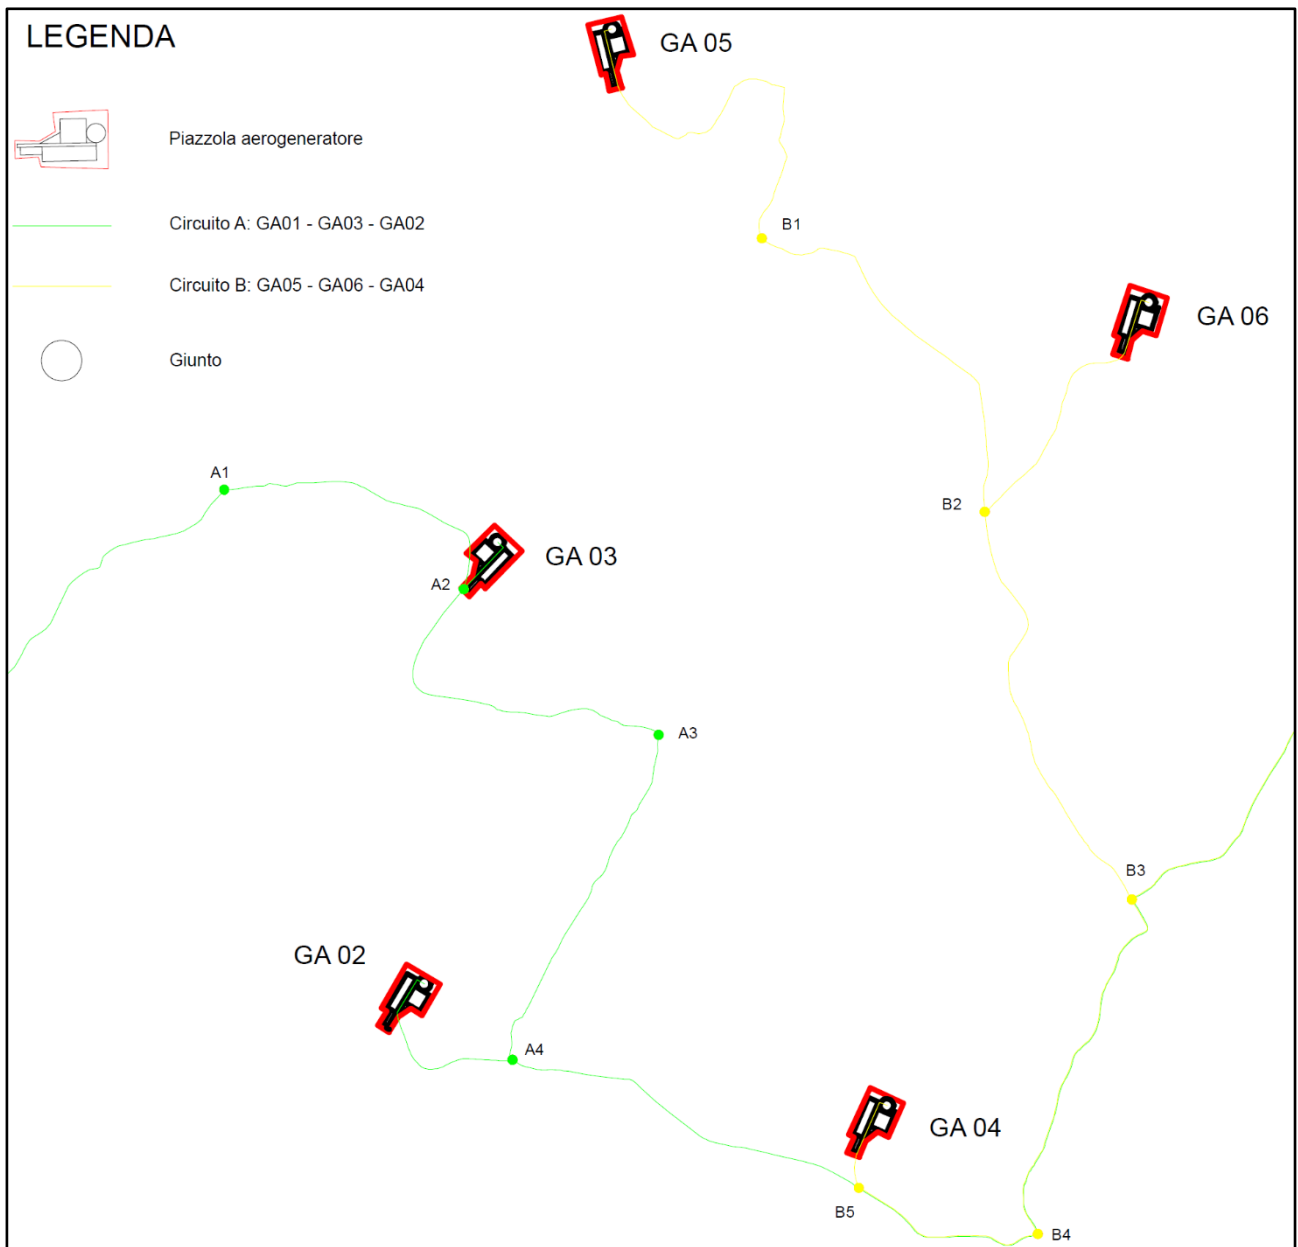 LEGENDA
Piazzola aerogeneratore
Circuito A: GA01 - GA03 - GA02
Circuito B: GA05 - GA06 - GA04
Giunto
GA 05
B1
GA 06
A1
B2
GA 03
A2
A3
B3
GA 02
A4
GA 04
B5
B4